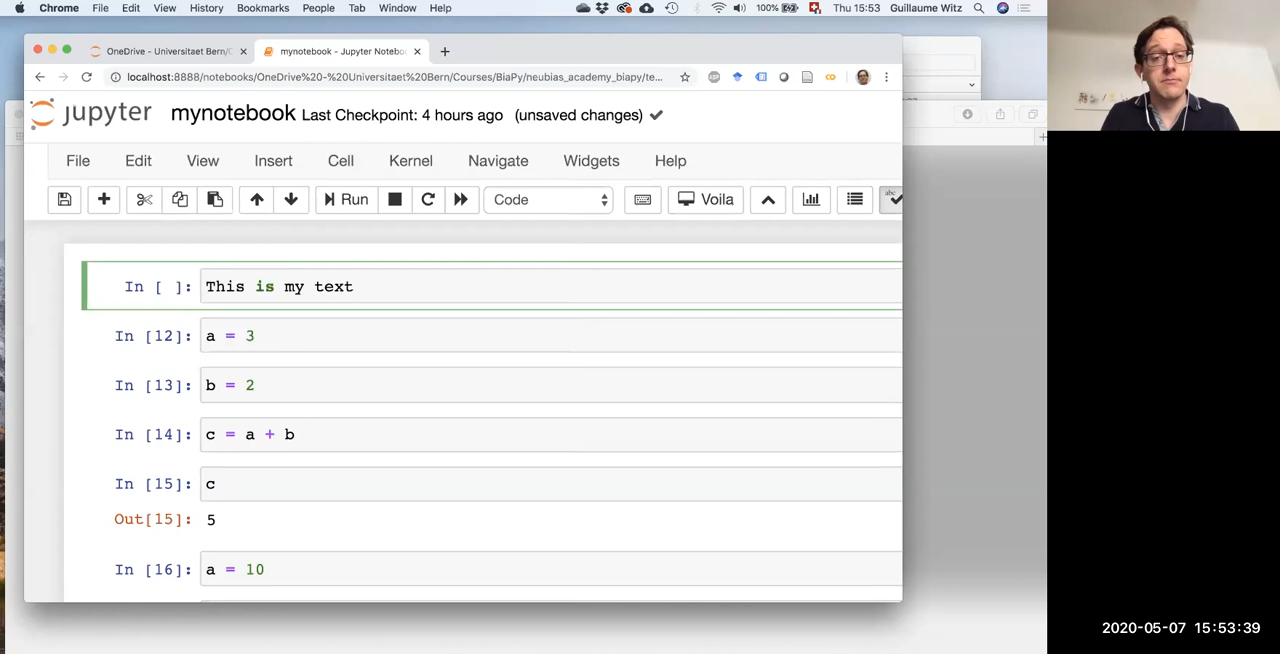 Chrome File Edit View History Bookmarks People Tab Window Help 100% Thu 15:53 Guillaume Witz
OneDrive - Universitaet Bern/C
mynotebook - Jupyter Notebo
localhost:8888/notebooks/OneDrive%20-%20Universitaet%20Bern/Courses/BiaPy/neubias_academy_biapy/te...
jupyter mynotebook Last Checkpoint: 4 hours ago (unsaved changes)
File Edit View Insert Cell Kernel Navigate Widgets Help
Run Code Voila abc
In [ ]: This is my text
In [12]: a = 3
In [13]: b = 2
In [14]: c = a + b
In [15]: c
Out[15]: 5
In [16]: a = 10
2020-05-07 15:53:39